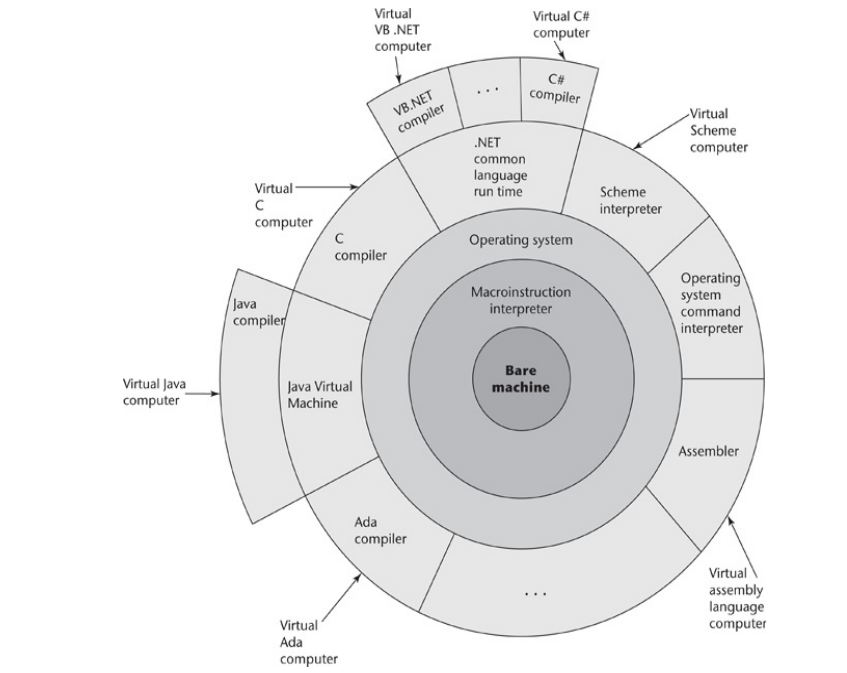 Virtual
VB .NET
computer
Virtual C#
computer
VB.NET
compiler
...
C#
compiler
Virtual
Scheme
computer
.NET
common
language
run time
Scheme
interpreter
Virtual
C
computer
C
compiler
Operating system
Operating
system
command
interpreter
Macroinstruction
interpreter
Java
compiler
Bare
machine
Virtual Java
computer
Java Virtual
Machine
Assembler
Ada
compiler
...
Virtual
assembly
language
computer
Virtual
Ada
computer